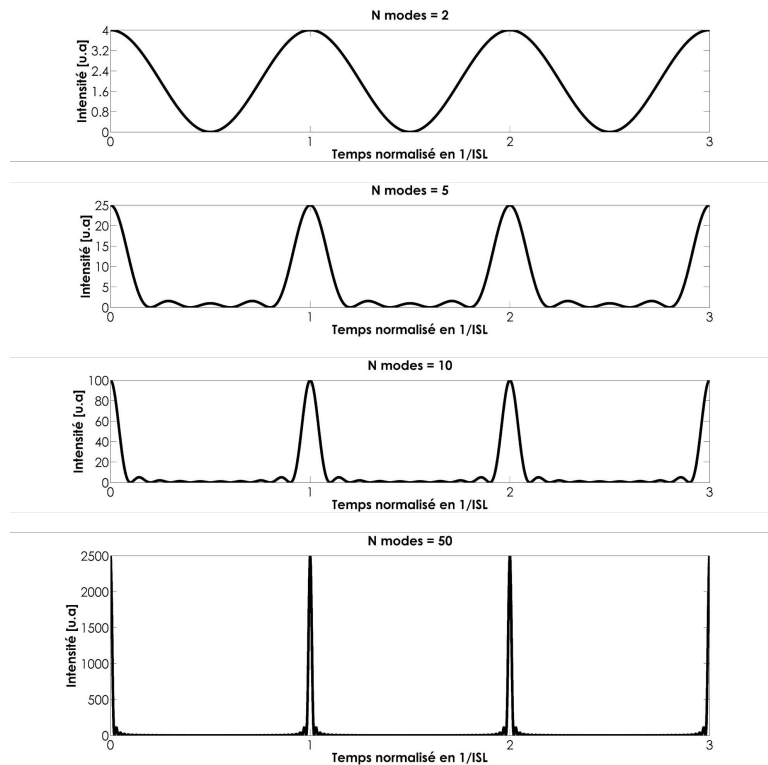 N modes = 2
4
3.2
2.4
1.6
0.8
0
Intensité [u.a]
0 1 2 3
Temps normalisé en 1/ISL
N modes = 5
25
20
15
10
5
0
Intensité [u.a]
0 1 2 3
Temps normalisé en 1/ISL
N modes = 10
100
80
60
40
20
0
Intensité [u.a]
0 1 2 3
Temps normalisé en 1/ISL
N modes = 50
2500
2000
1500
1000
500
0
Intensité [u.a]
0 1 2 3
Temps normalisé en 1/ISL